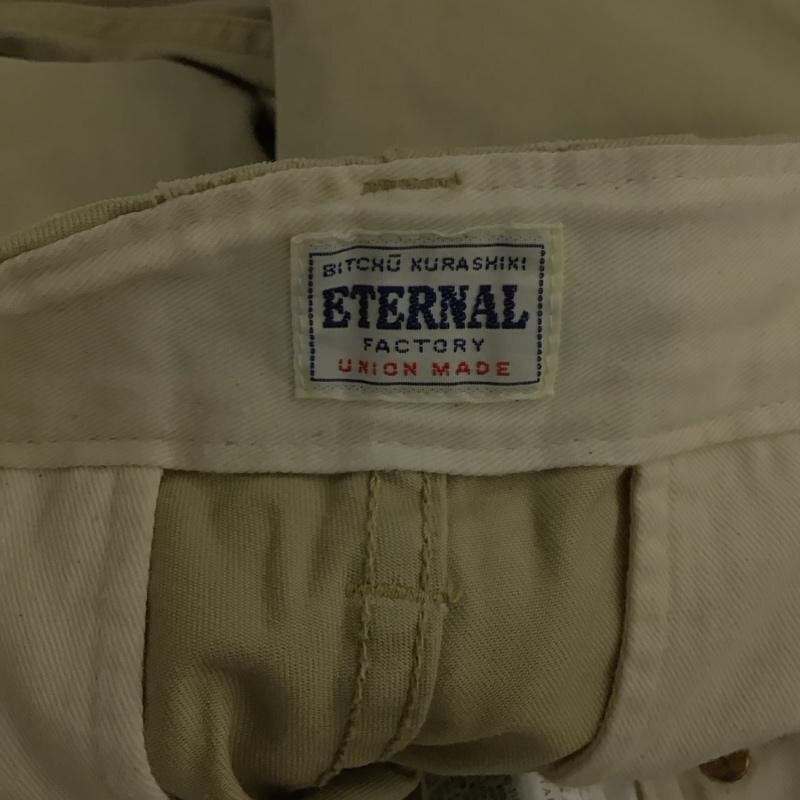 BITCHŪ KURASHIKI
ETERNAL
FACTORY
UNION MADE